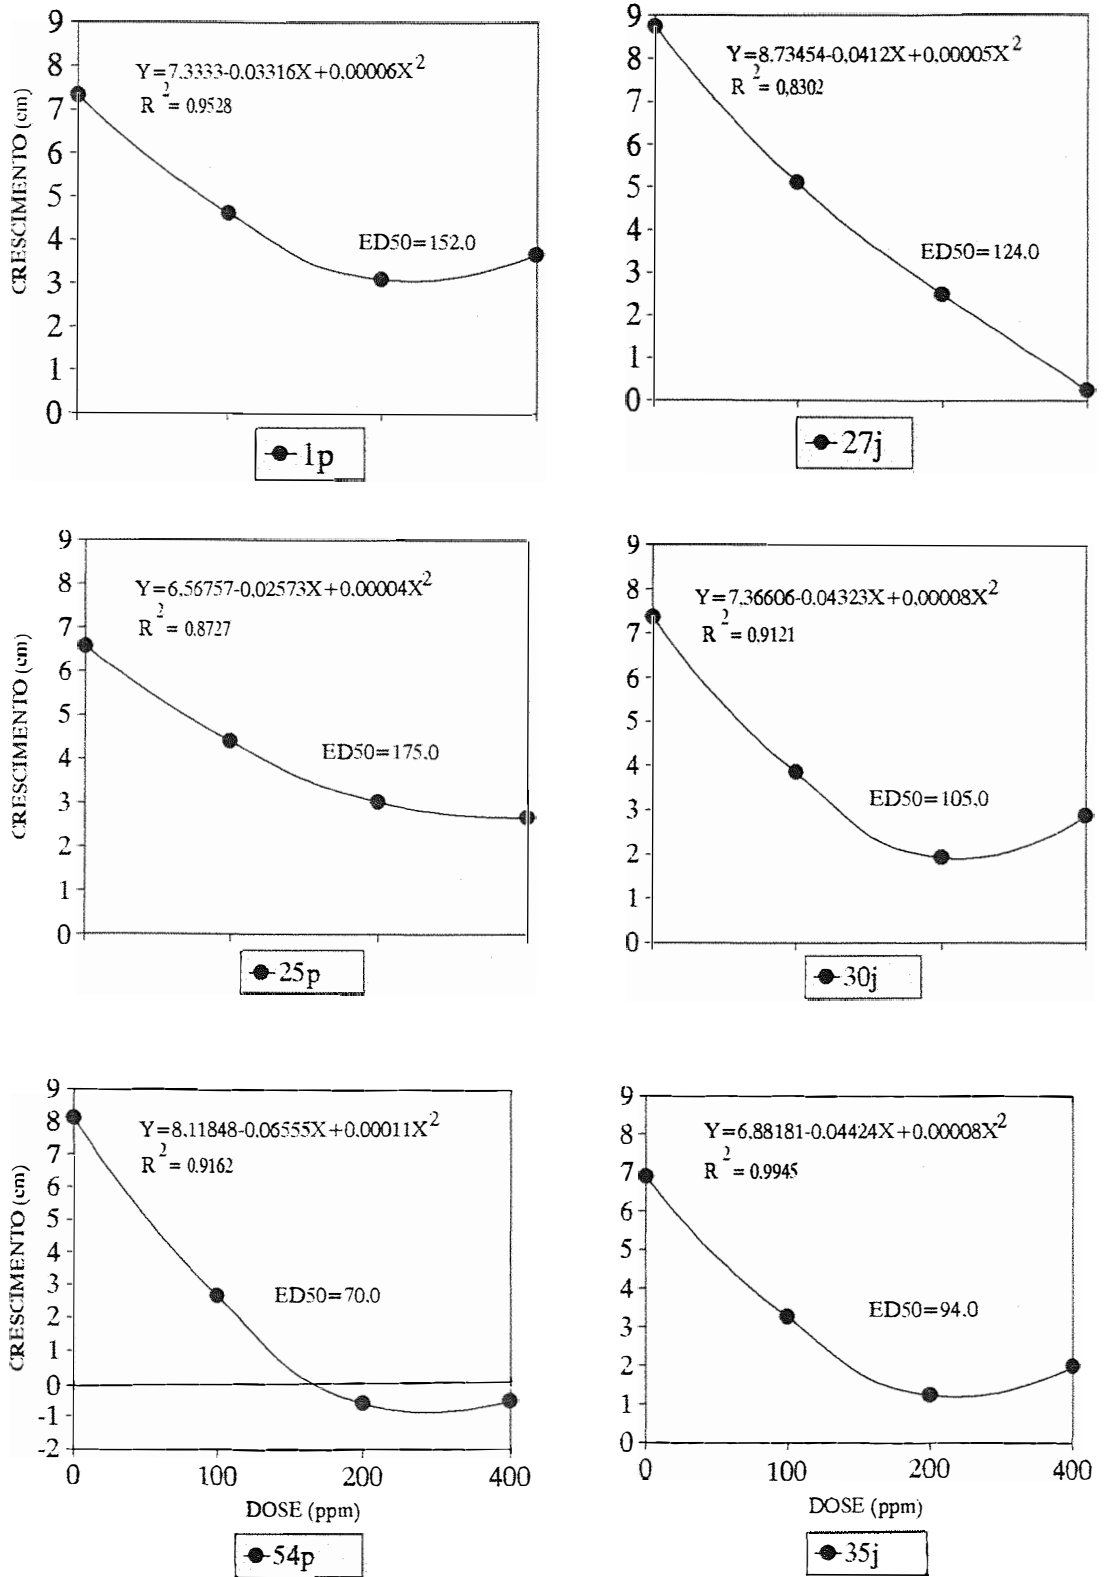 CRESCIMENTO (cm)
9
8
7
6
5
4
3
2
1
0
Y=7.3333-0.03316X+0.00006X2
R2 = 0.9528
ED50=152.0
1p
9
8
7
6
5
4
3
2
1
0
Y=8.73454-0.0412X+0.00005X2
R2 = 0,8302
ED50=124.0
27j
CRESCIMENTO (cm)
9
8
7
6
5
4
3
2
1
0
Y=6.56757-0.02573X+0.00004X2
R2 = 0.8727
ED50=175.0
25p
9
8
7
6
5
4
3
2
1
0
Y=7.36606-0.04323X+0.00008X2
R2 = 0.9121
ED50=105.0
30j
CRESCIMENTO (cm)
9
8
7
6
5
4
3
2
1
0
-1
-2
Y=8.11848-0.06555X+0.00011X2
R2 = 0.9162
ED50=70.0
0 100 200 400
DOSE (ppm)
54p
9
8
7
6
5
4
3
2
1
0
Y=6.88181-0.04424X+0.00008X2
R2 = 0.9945
ED50=94.0
0 100 200 400
DOSE (ppm)
35j